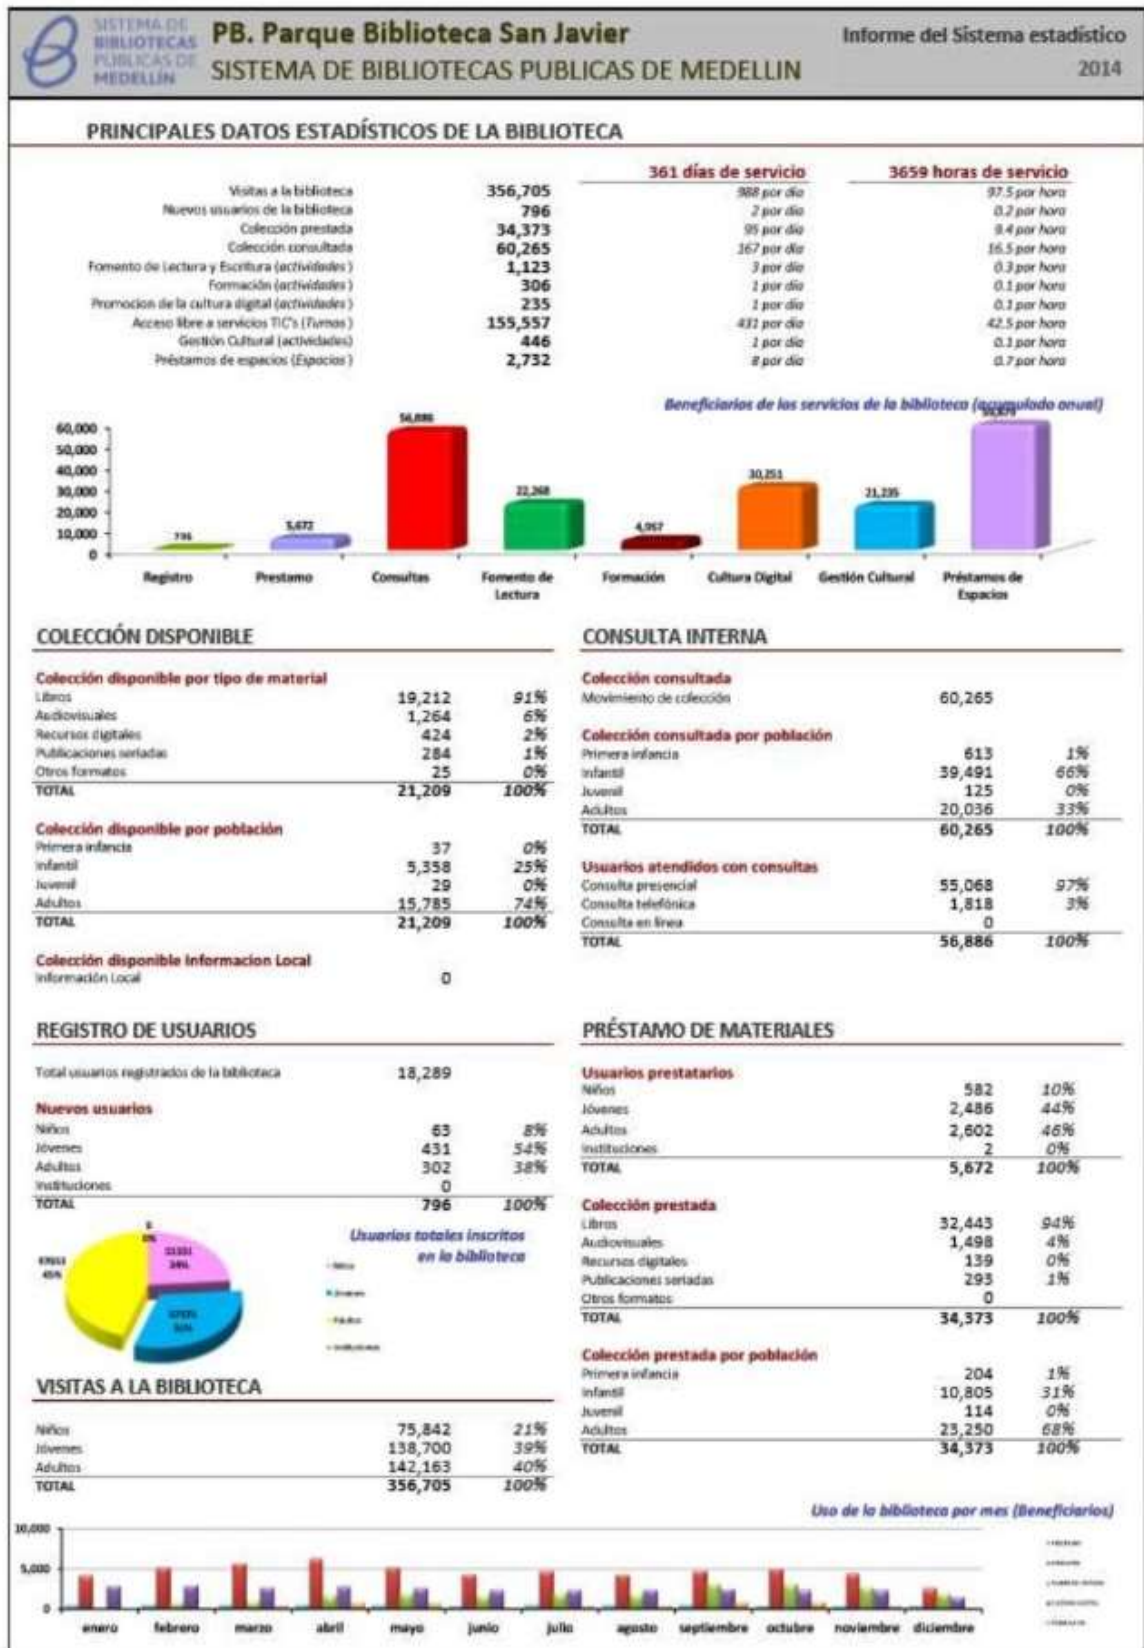 SISTEMA DE
BIBLIOTECAS
PÚBLICAS DE
MEDELLÍN
PB. Parque Biblioteca San Javier
SISTEMA DE BIBLIOTECAS PUBLICAS DE MEDELLIN
Informe del Sistema estadístico
2014
PRINCIPALES DATOS ESTADÍSTICOS DE LA BIBLIOTECA
361 días de servicio 3659 horas de servicio
Visitas a la biblioteca 356,705 988 por día 97.5 por hora
Nuevos usuarios de la biblioteca 796 2 por día 0.2 por hora
Colección prestada 34,373 95 por día 9.4 por hora
Colección consultada 60,265 167 por día 16.5 por hora
Fomento de Lectura y Escritura (actividades) 1,123 3 por día 0.3 por hora
Formación (actividades) 306 1 por día 0.1 por hora
Promocion de la cultura digital (actividades) 235 1 por día 0.1 por hora
Acceso libre a servicios TIC's (Turnos) 155,557 431 por día 42.5 por hora
Gestión Cultural (actividades) 446 1 por día 0.1 por hora
Préstamos de espacios (Espacios) 2,732 8 por día 0.7 por hora
Beneficiarios de los servicios de la biblioteca (acumulado anual)
60,000
50,000
40,000
30,000
20,000
10,000
0
796 5,672 56,886 22,268 4,957 30,251 21,235
Registro Prestamo Consultas Fomento de Lectura Formación Cultura Digital Gestión Cultural Préstamos de Espacios
COLECCIÓN DISPONIBLE
Colección disponible por tipo de material
Libros 19,212 91%
Audiovisuales 1,264 6%
Recursos digitales 424 2%
Publicaciones seriadas 284 1%
Otros formatos 25 0%
TOTAL 21,209 100%
Colección disponible por población
Primera infancia 37 0%
Infantil 5,358 25%
Juvenil 29 0%
Adultos 15,785 74%
TOTAL 21,209 100%
Colección disponible Informacion Local
Información Local 0
CONSULTA INTERNA
Colección consultada
Movimiento de colección 60,265
Colección consultada por población
Primera infancia 613 1%
Infantil 39,491 66%
Juvenil 125 0%
Adultos 20,036 33%
TOTAL 60,265 100%
Usuarios atendidos con consultas
Consulta presencial 55,068 97%
Consulta telefónica 1,818 3%
Consulta en línea 0
TOTAL 56,886 100%
REGISTRO DE USUARIOS
Total usuarios registrados de la biblioteca 18,289
Nuevos usuarios
Niños 63 8%
Jóvenes 431 54%
Adultos 302 38%
Instituciones 0
TOTAL 796 100%
Usuarios totales inscritos
en la biblioteca
0%
24%
45%
Niños
Jóvenes
Adultos
Instituciones
VISITAS A LA BIBLIOTECA
Niños 75,842 21%
Jóvenes 138,700 39%
Adultos 142,163 40%
TOTAL 356,705 100%
PRÉSTAMO DE MATERIALES
Usuarios prestatarios
Niños 582 10%
Jóvenes 2,486 44%
Adultos 2,602 46%
Instituciones 2 0%
TOTAL 5,672 100%
Colección prestada
Libros 32,443 94%
Audiovisuales 1,498 4%
Recursos digitales 139 0%
Publicaciones seriadas 293 1%
Otros formatos 0
TOTAL 34,373 100%
Colección prestada por población
Primera infancia 204 1%
Infantil 10,805 31%
Juvenil 114 0%
Adultos 23,250 68%
TOTAL 34,373 100%
Uso de la biblioteca por mes (Beneficiarios)
10,000
5,000
0
enero febrero marzo abril mayo junio julio agosto septiembre octubre noviembre diciembre